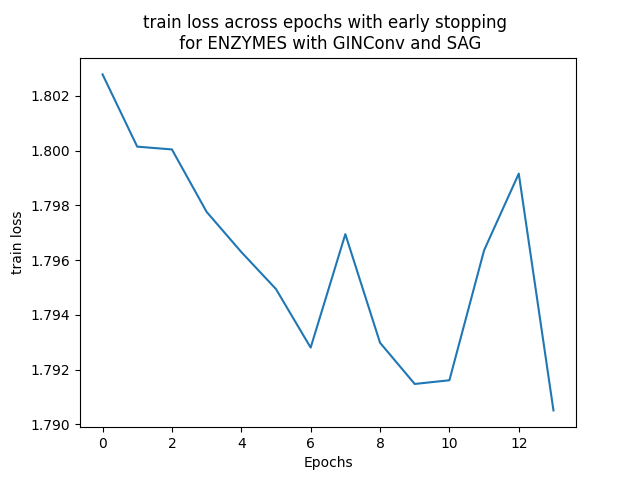 train loss across epochs with early stopping
for ENZYMES with GINConv and SAG
1.802
1.800
1.798
1.796
1.794
1.792
1.790
train loss
0 2 4 6 8 10 12
Epochs